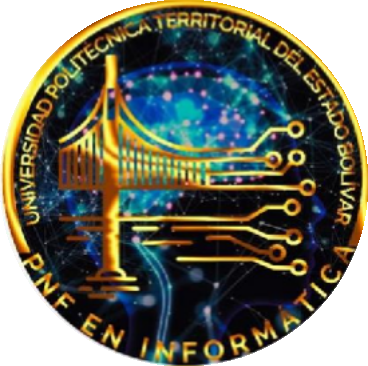 UNIVERSIDAD POLITÉCNICA TERRITORIAL DEL ESTADO BOLÍVAR
PNF EN INFORMÁTICA